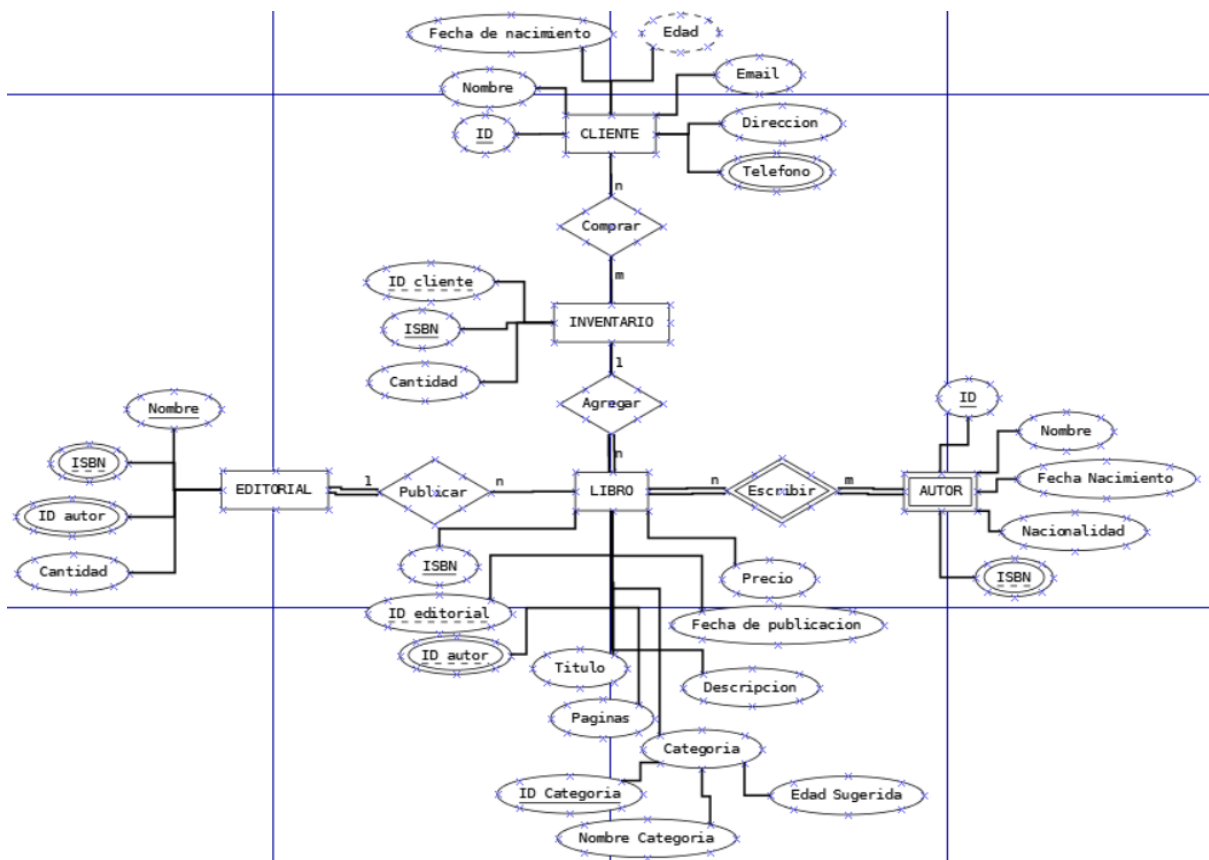 Fecha de nacimiento
Edad
Nombre
Email
ID
CLIENTE
Direccion
Telefono
n
Comprar
m
ID cliente
ISBN
INVENTARIO
Cantidad
1
Agregar
n
Nombre
ISBN
ID autor
Cantidad
EDITORIAL
1
Publicar
n
LIBRO
n
Escribir
m
AUTOR
ID
Nombre
Fecha Nacimiento
Nacionalidad
ISBN
ISBN
ID editorial
ID autor
Precio
Fecha de publicacion
Titulo
Descripcion
Paginas
Categoria
ID Categoria
Edad Sugerida
Nombre Categoria